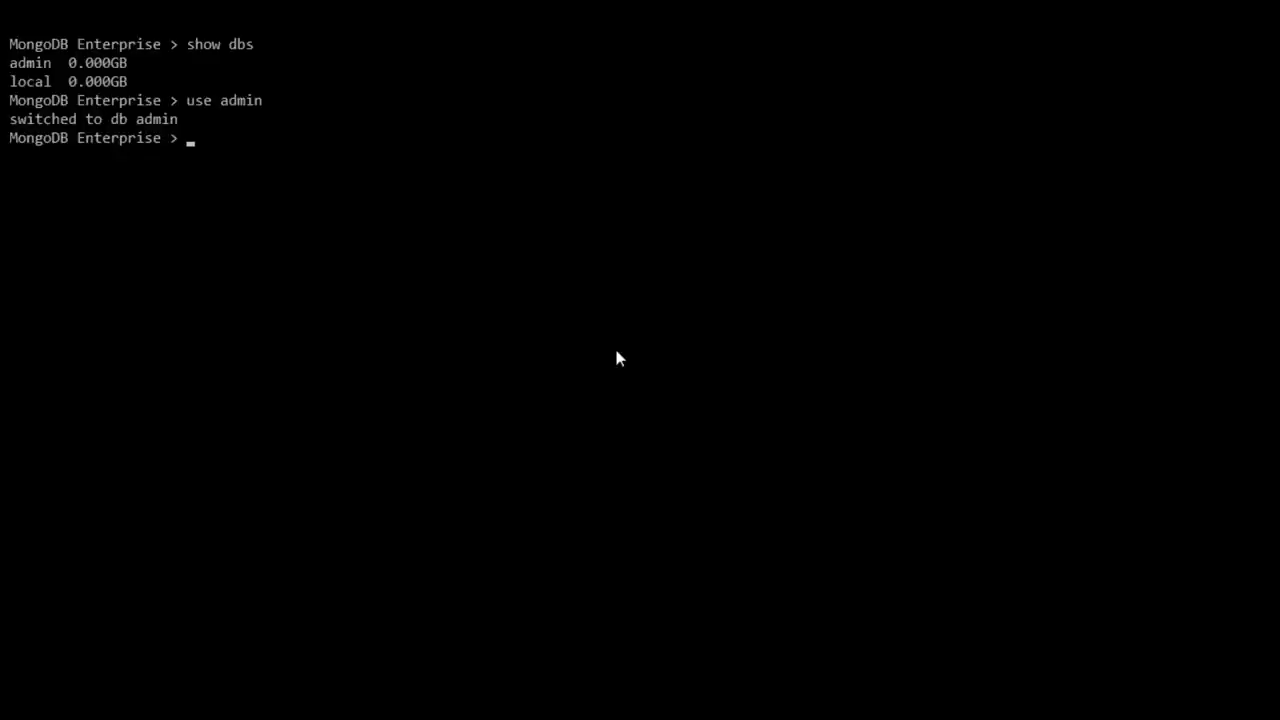 MongoDB Enterprise > show dbs
admin  0.000GB
local  0.000GB
MongoDB Enterprise > use admin
switched to db admin
MongoDB Enterprise >